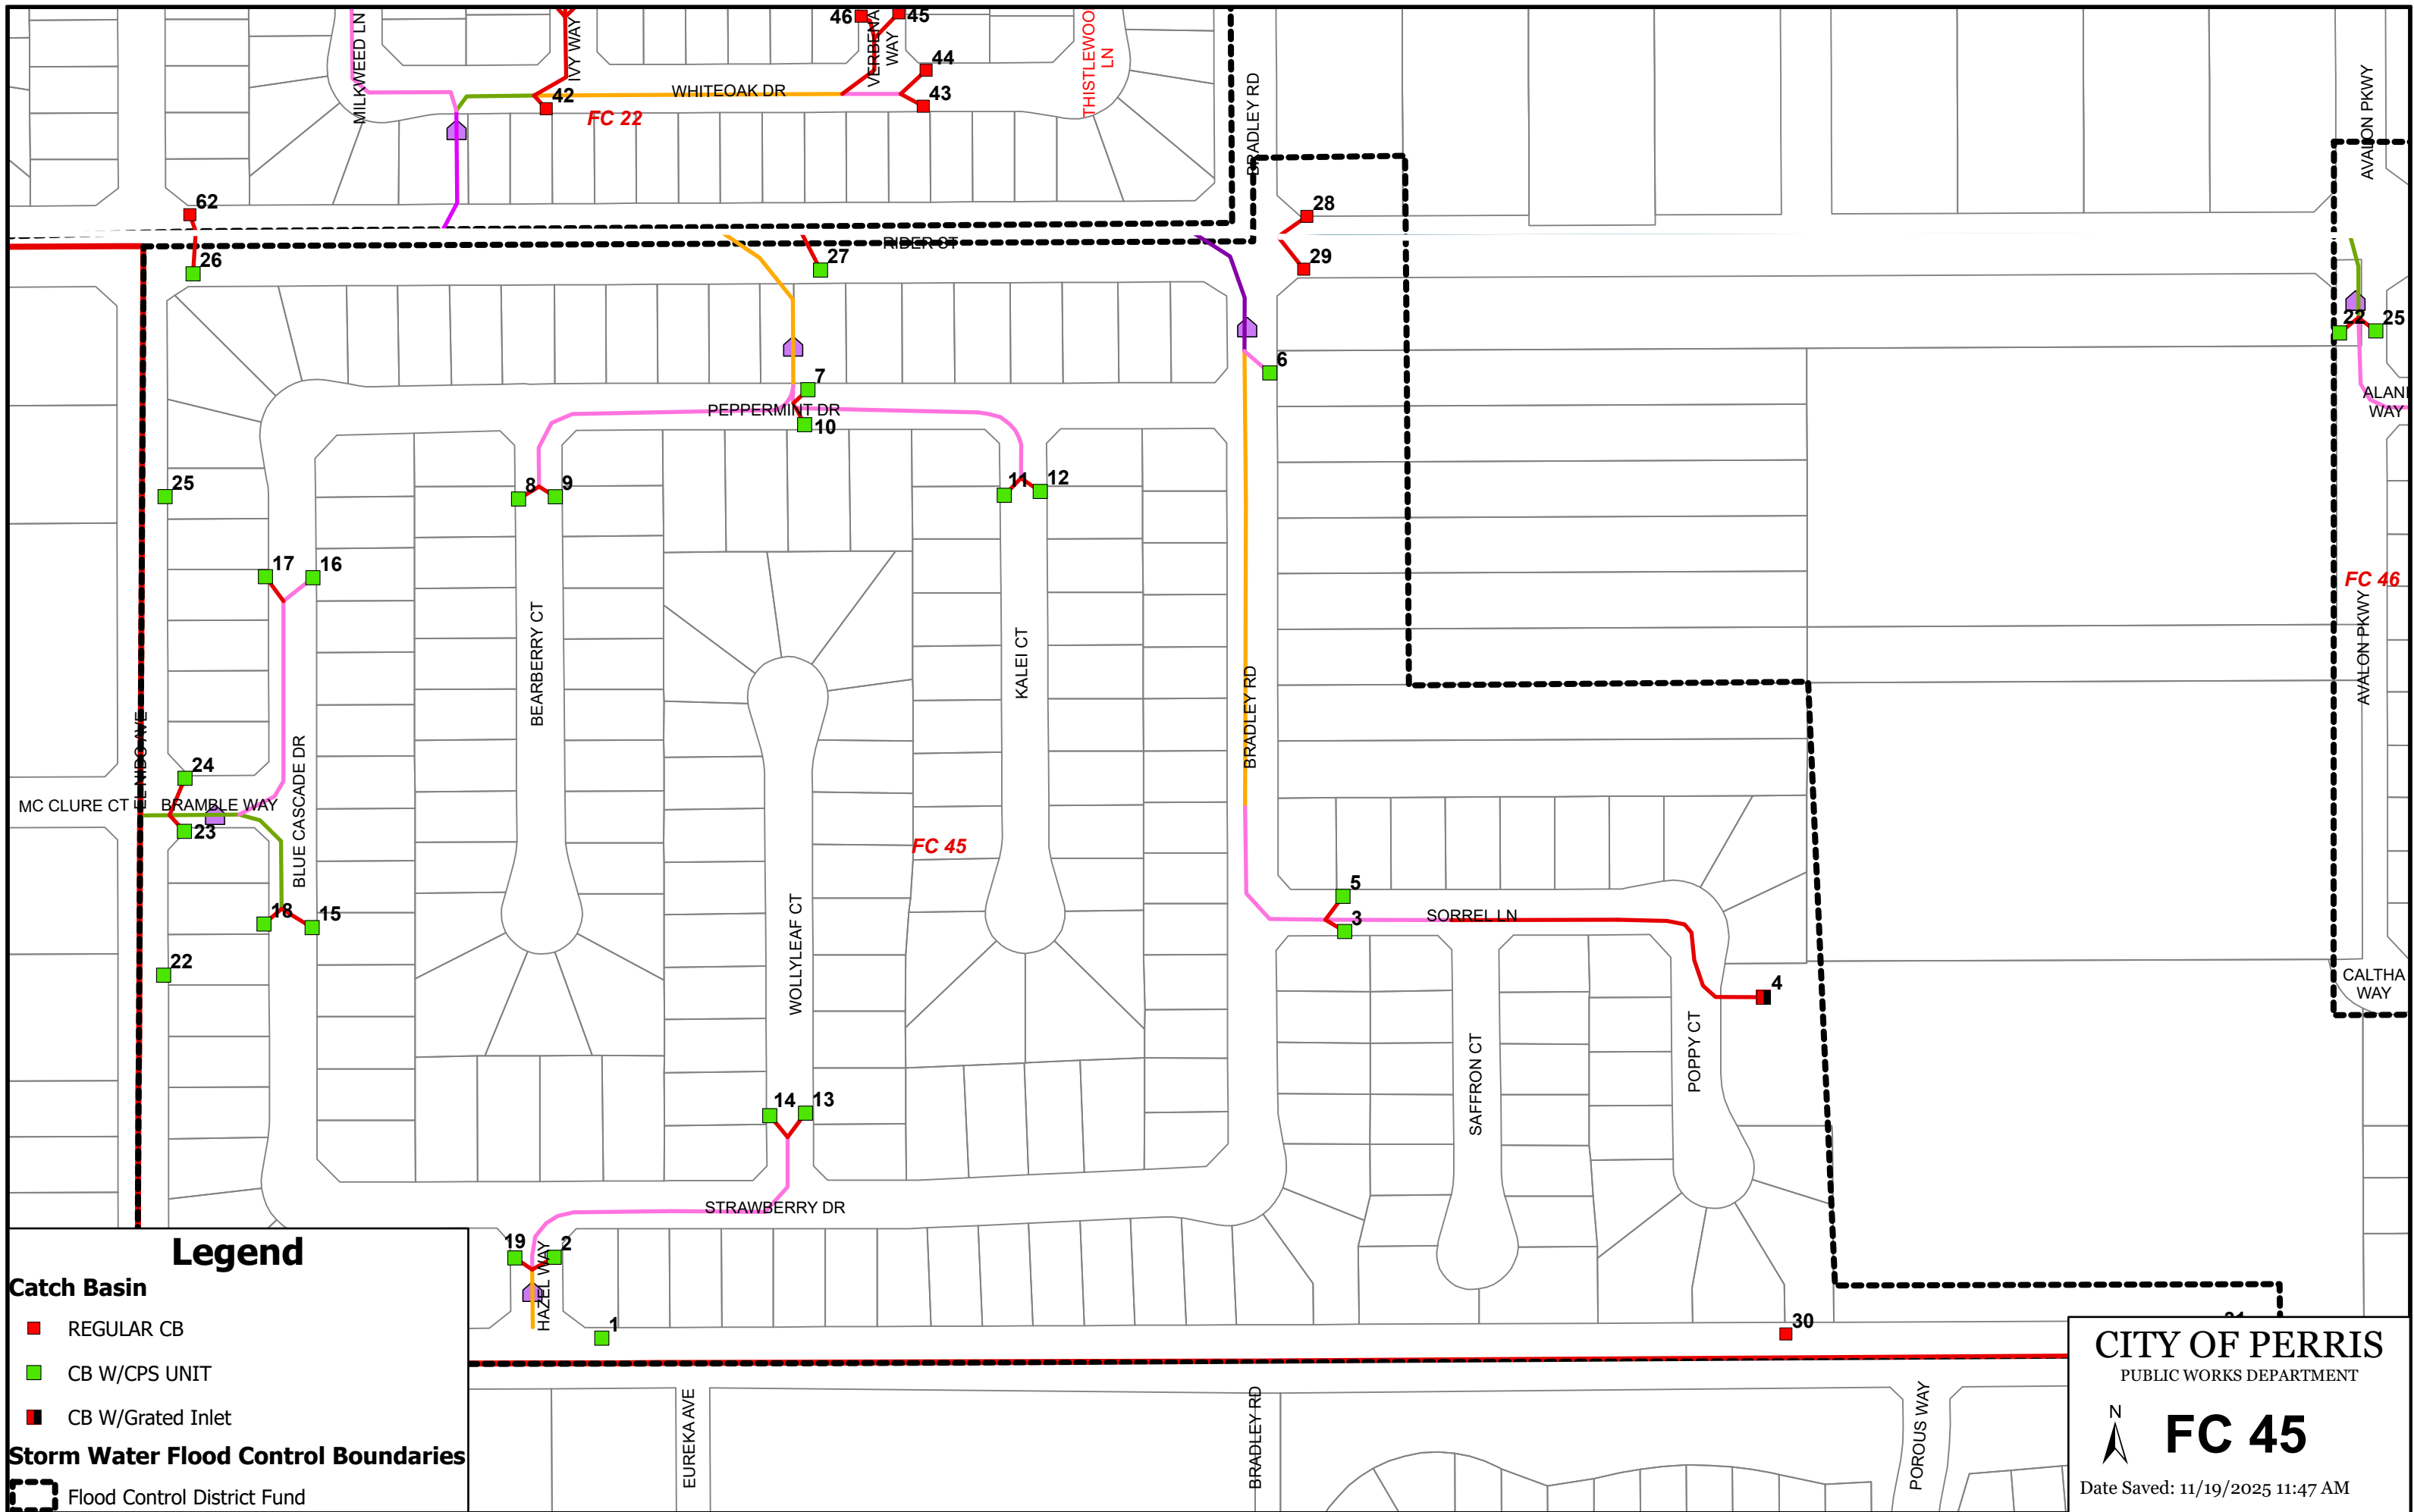 46
45
MILKWEED LN
IVY WAY
VERBENA
WAY
THISTLEWOO
LN
44
WHITEOAK DR
42
43
FC 22
BRADLEY RD
AVALON PKWY
62
28
RIDER ST
26
27
29
22
25
6
7
PEPPERMINT DR
10
ALANI
WAY
25
8
9
11
12
17
16
FC 46
BEARBERRY CT
KALEI CT
BRADLEY RD
AVALON PKWY
EL NIDO AVE
BLUE CASCADE DR
24
MC CLURE CT
BRAMBLE WAY
23
FC 45
5
18
15
WOLLYLEAF CT
3
SORREL LN
22
4
CALTHA
WAY
SAFFRON CT
POPPY CT
14
13
STRAWBERRY DR
19
2
HAZEL WAY
1
30
EUREKA AVE
BRADLEY RD
POROUS WAY
Legend
Catch Basin
REGULAR CB
CB W/CPS UNIT
CB W/Grated Inlet
Storm Water Flood Control Boundaries
Flood Control District Fund
CITY OF PERRIS
PUBLIC WORKS DEPARTMENT
N
FC 45
Date Saved: 11/19/2025 11:47 AM